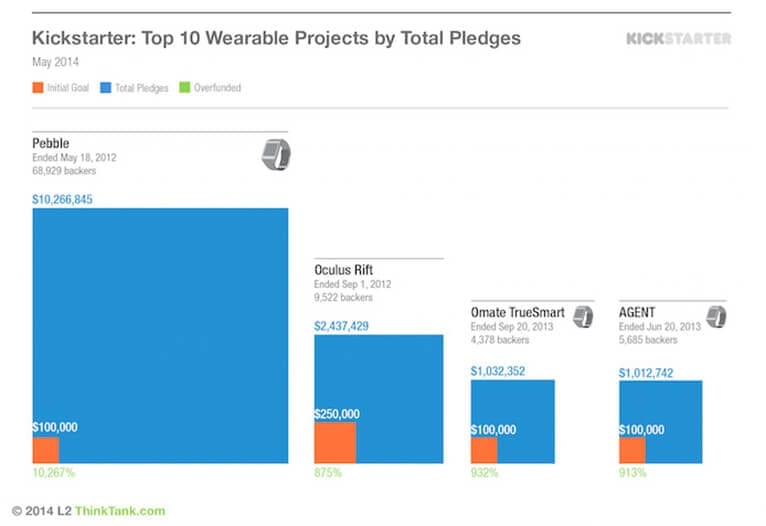 Kickstarter: Top 10 Wearable Projects by Total Pledges
KICKSTARTER
May 2014
Initial Goal
Total Pledges
Overfunded
Pebble
Ended May 18, 2012
68,929 backers
$10,266,845
$100,000
10,267%
Oculus Rift
Ended Sep 1, 2012
9,522 backers
$2,437,429
$250,000
875%
Omate TrueSmart
Ended Sep 20, 2013
4,378 backers
$1,032,352
$100,000
932%
AGENT
Ended Jun 20, 2013
5,685 backers
$1,012,742
$100,000
913%
© 2014 L2 ThinkTank.com